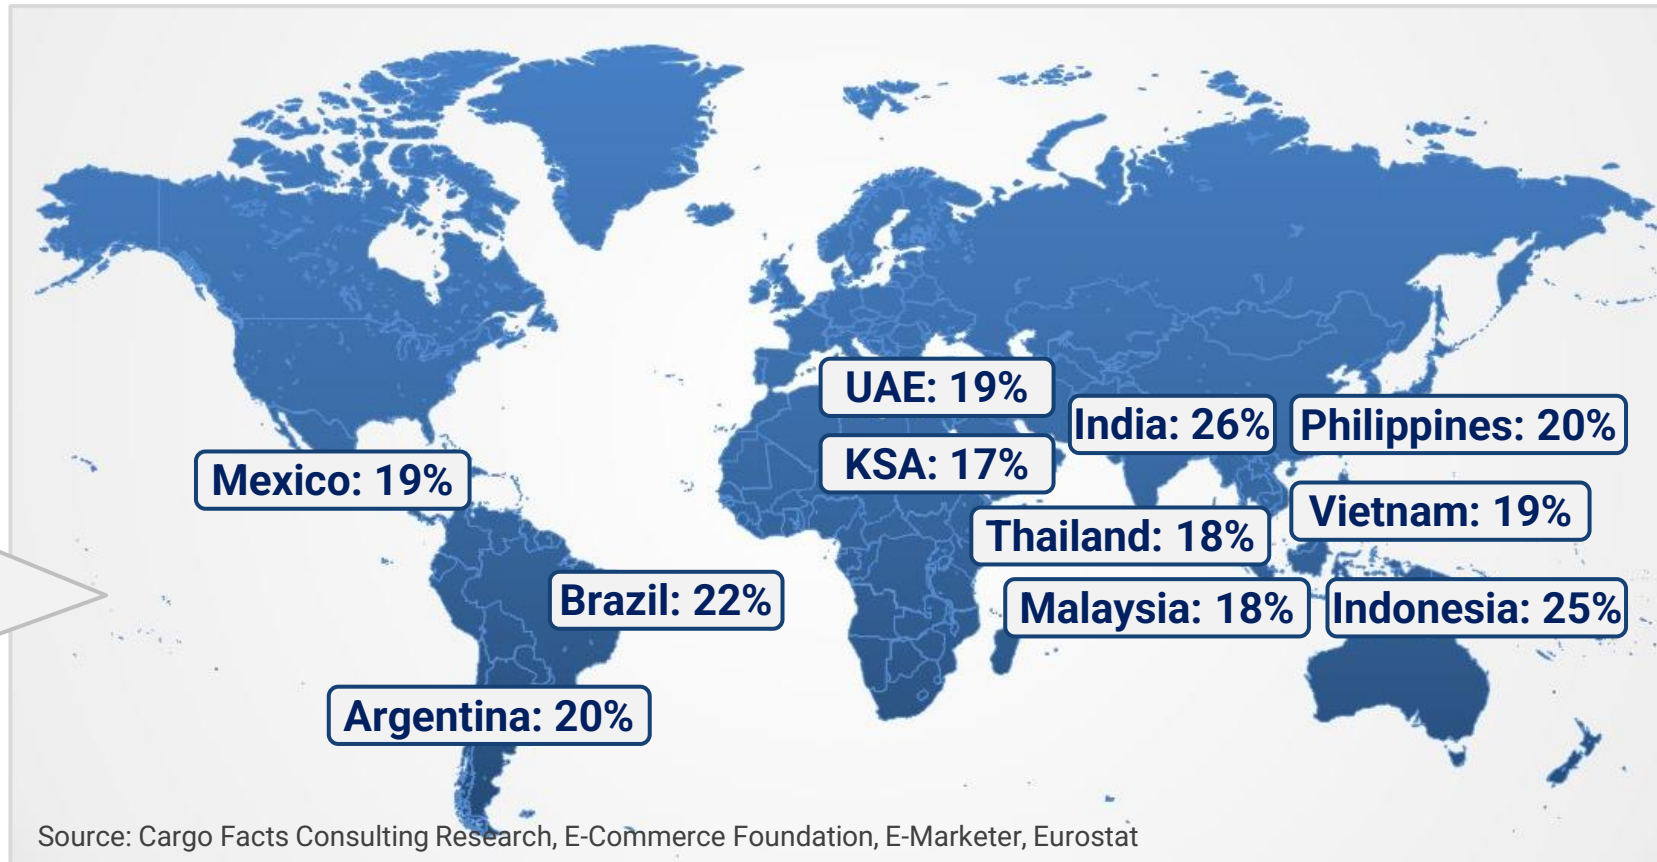 UAE: 19%
India: 26%
Philippines: 20%
KSA: 17%
Mexico: 19%
Vietnam: 19%
Thailand: 18%
Brazil: 22%
Malaysia: 18%
Indonesia: 25%
Argentina: 20%
Source: Cargo Facts Consulting Research, E-Commerce Foundation, E-Marketer, Eurostat